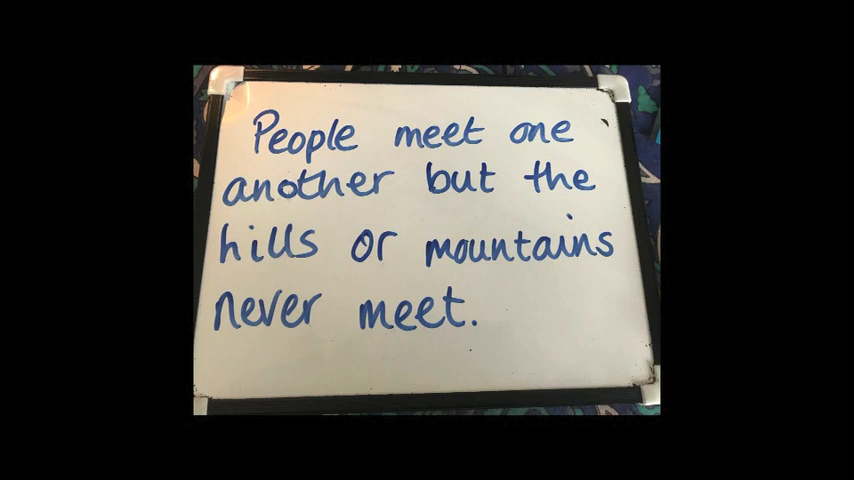 People meet one
another but the
hills or mountains
never meet.